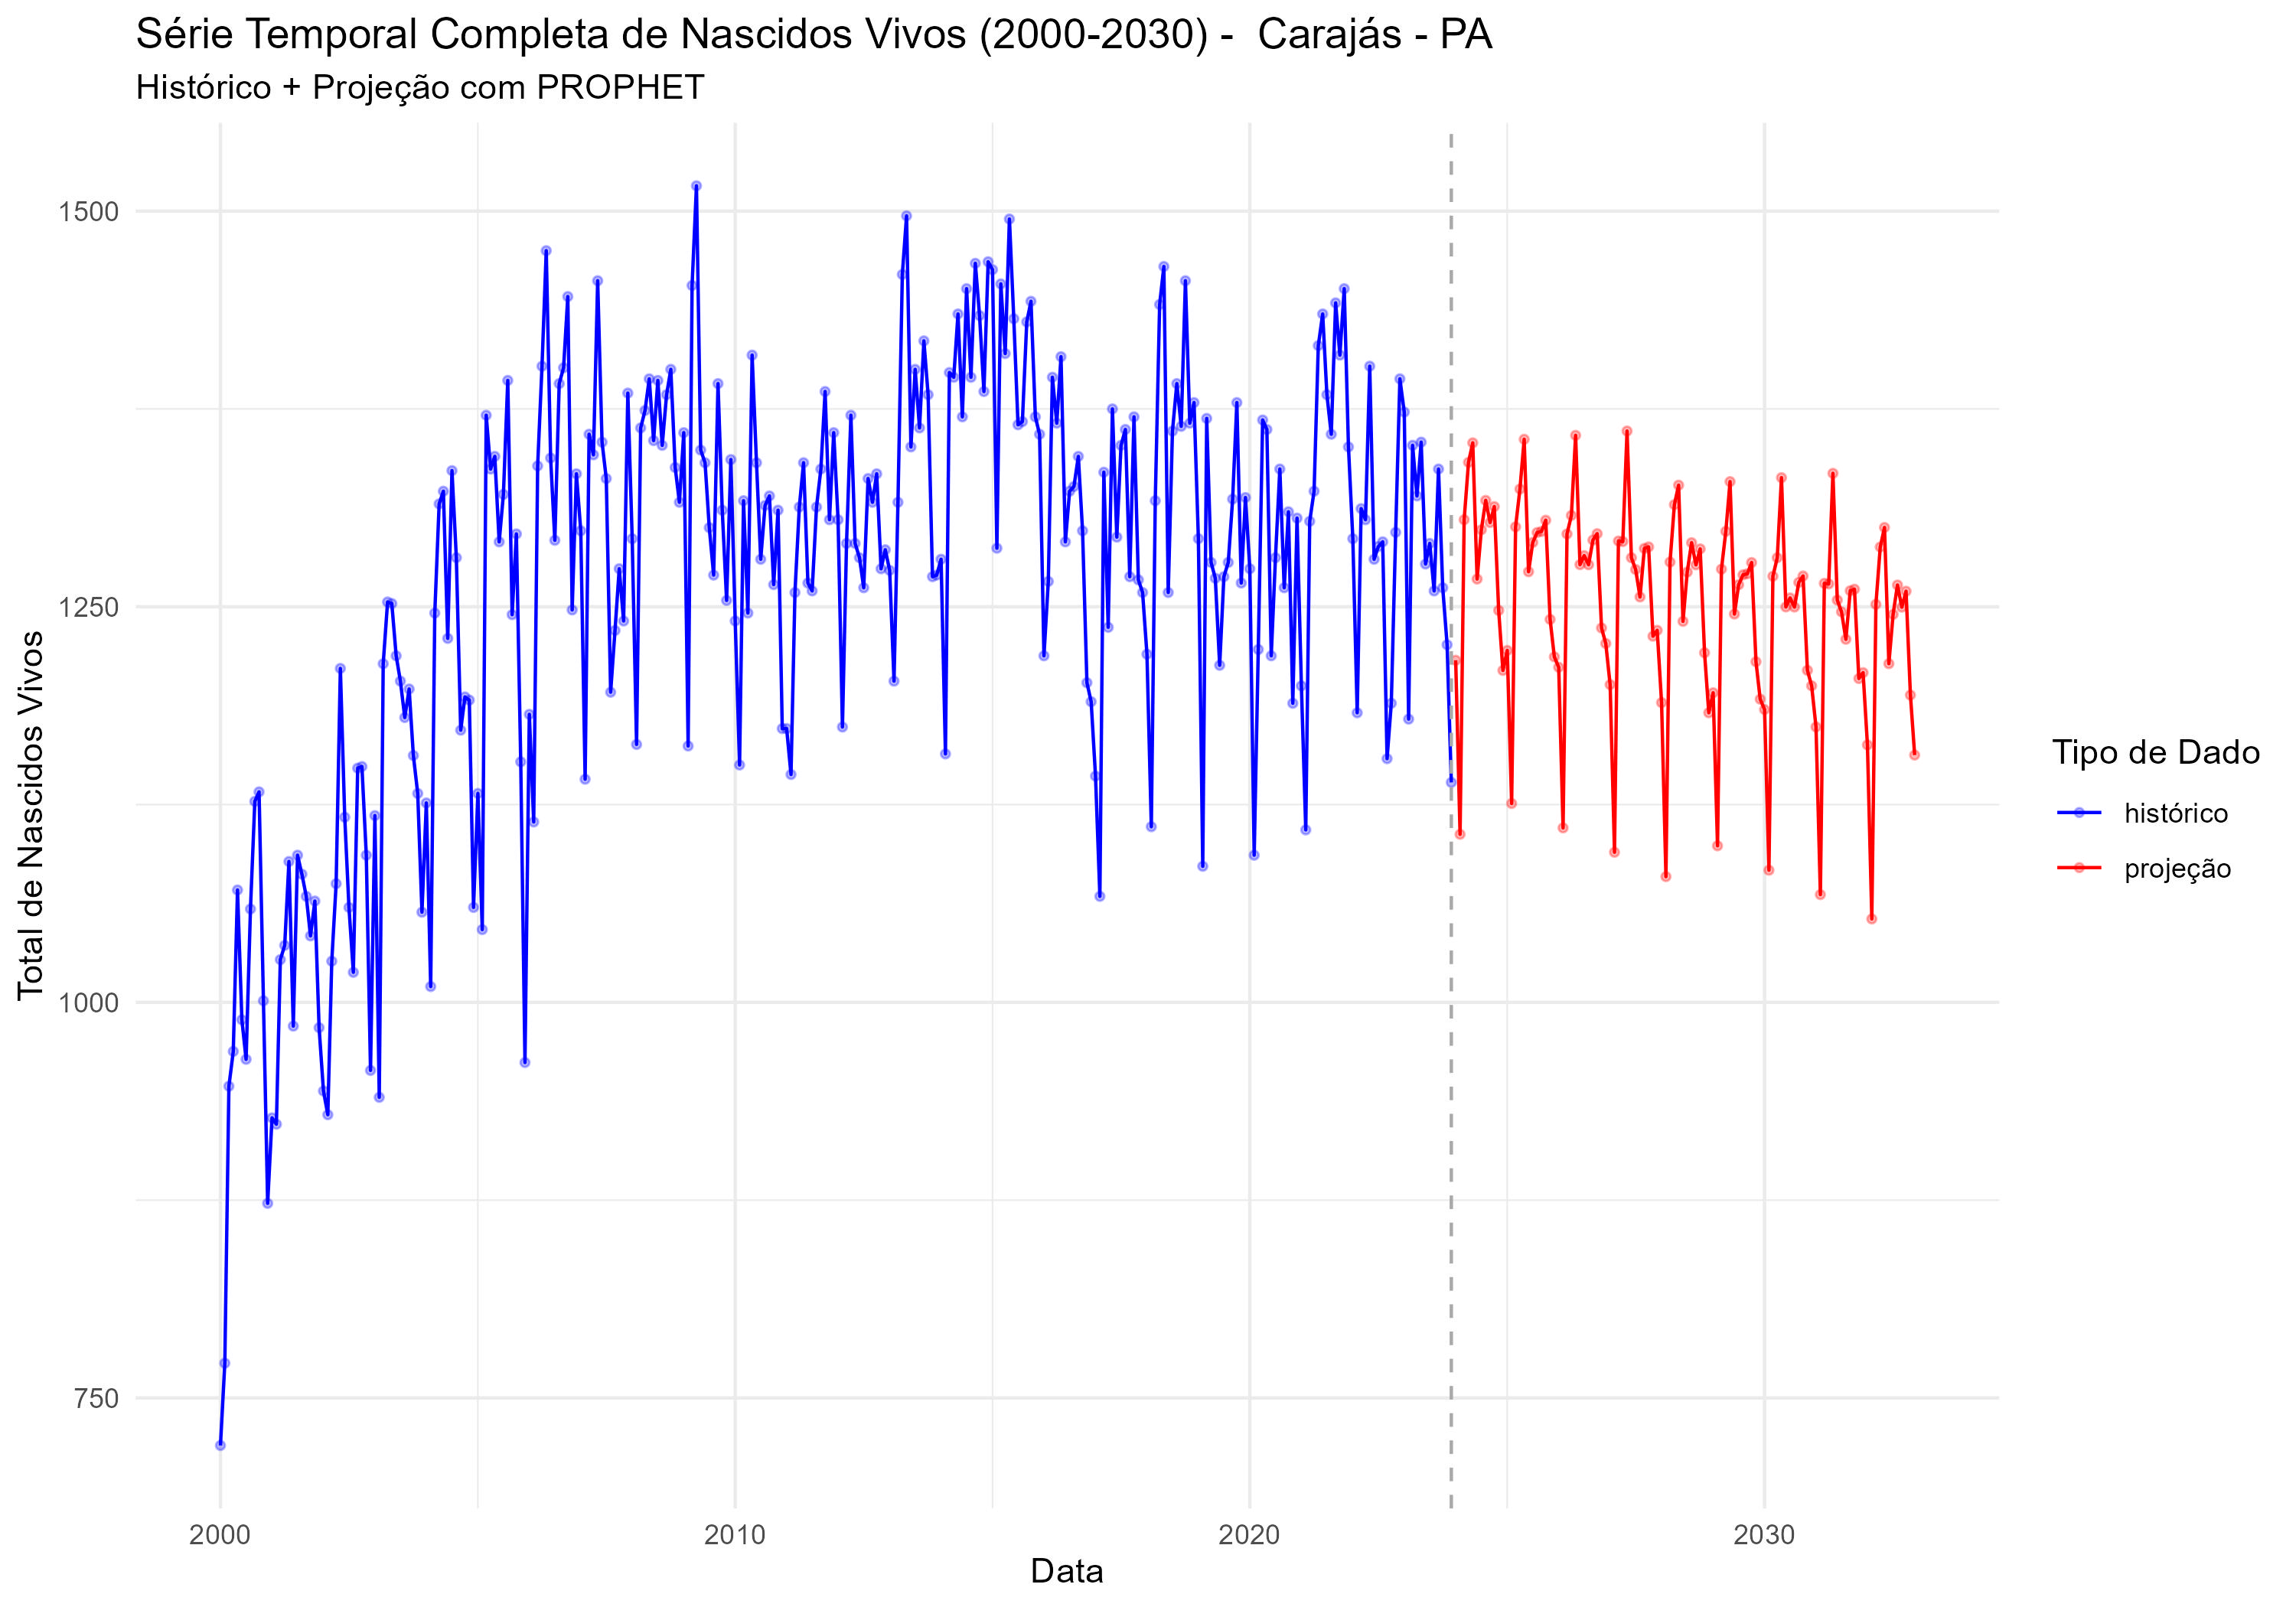 Série Temporal Completa de Nascidos Vivos (2000-2030) -  Carajás - PA
Histórico + Projeção com PROPHET
Total de Nascidos Vivos
1500
1250
1000
750
2000
2010
2020
2030
Data
Tipo de Dado
histórico
projeção